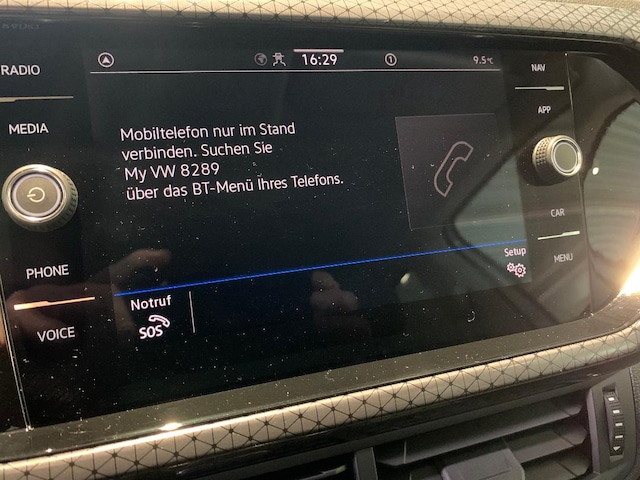 RADIO
MEDIA
PHONE
VOICE
16:29
1
9.5°C
Mobiltelefon nur im Stand
verbinden. Suchen Sie
My VW 8289
über das BT-Menü Ihres Telefons.
Notruf
SOS
Setup
NAV
APP
CAR
MENU